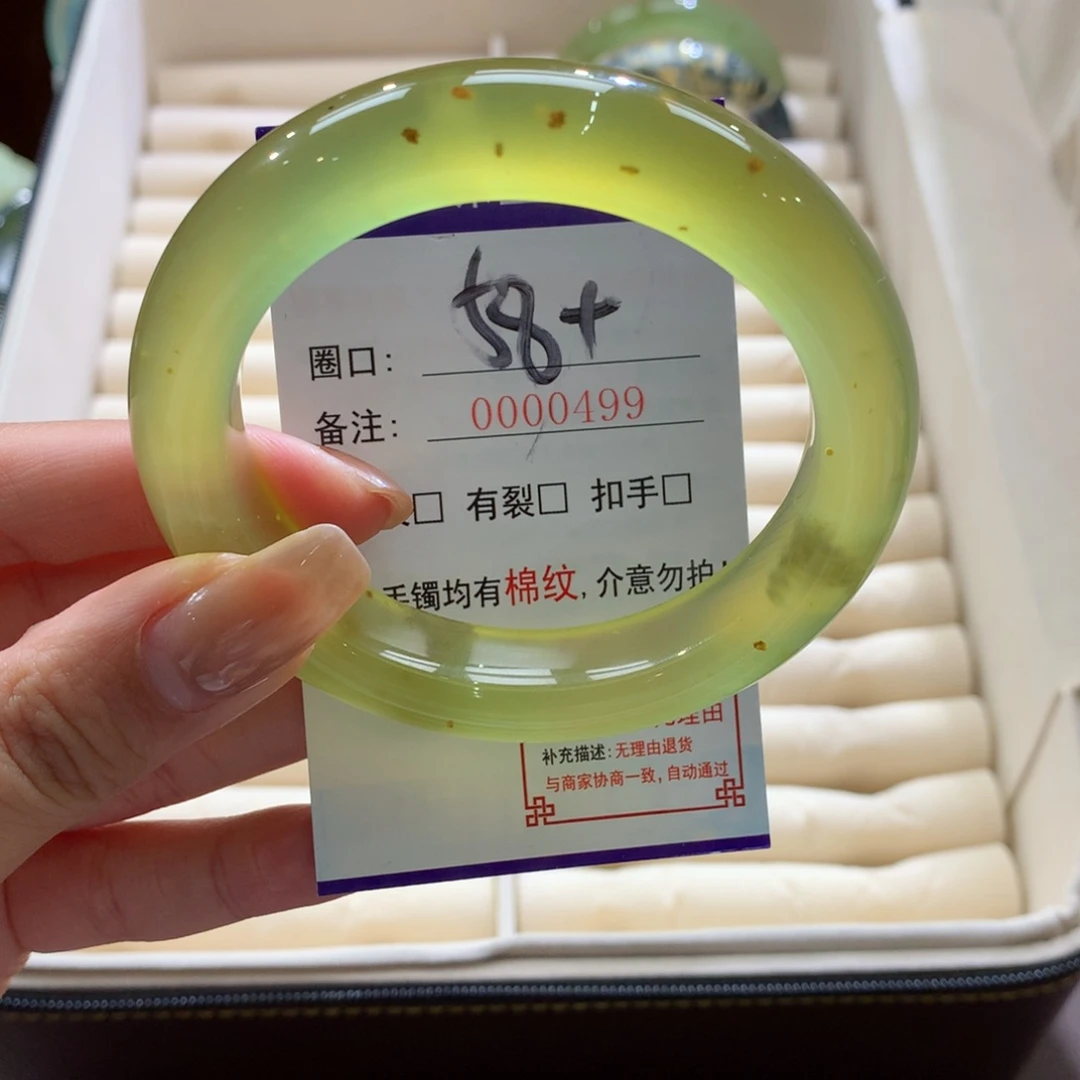 圈口: 58+
备注: 0000499
□ 有裂□ 扣手□
手镯均有棉纹, 介意勿拍!
理由
补充描述: 无理由退货
与商家协商一致, 自动通过